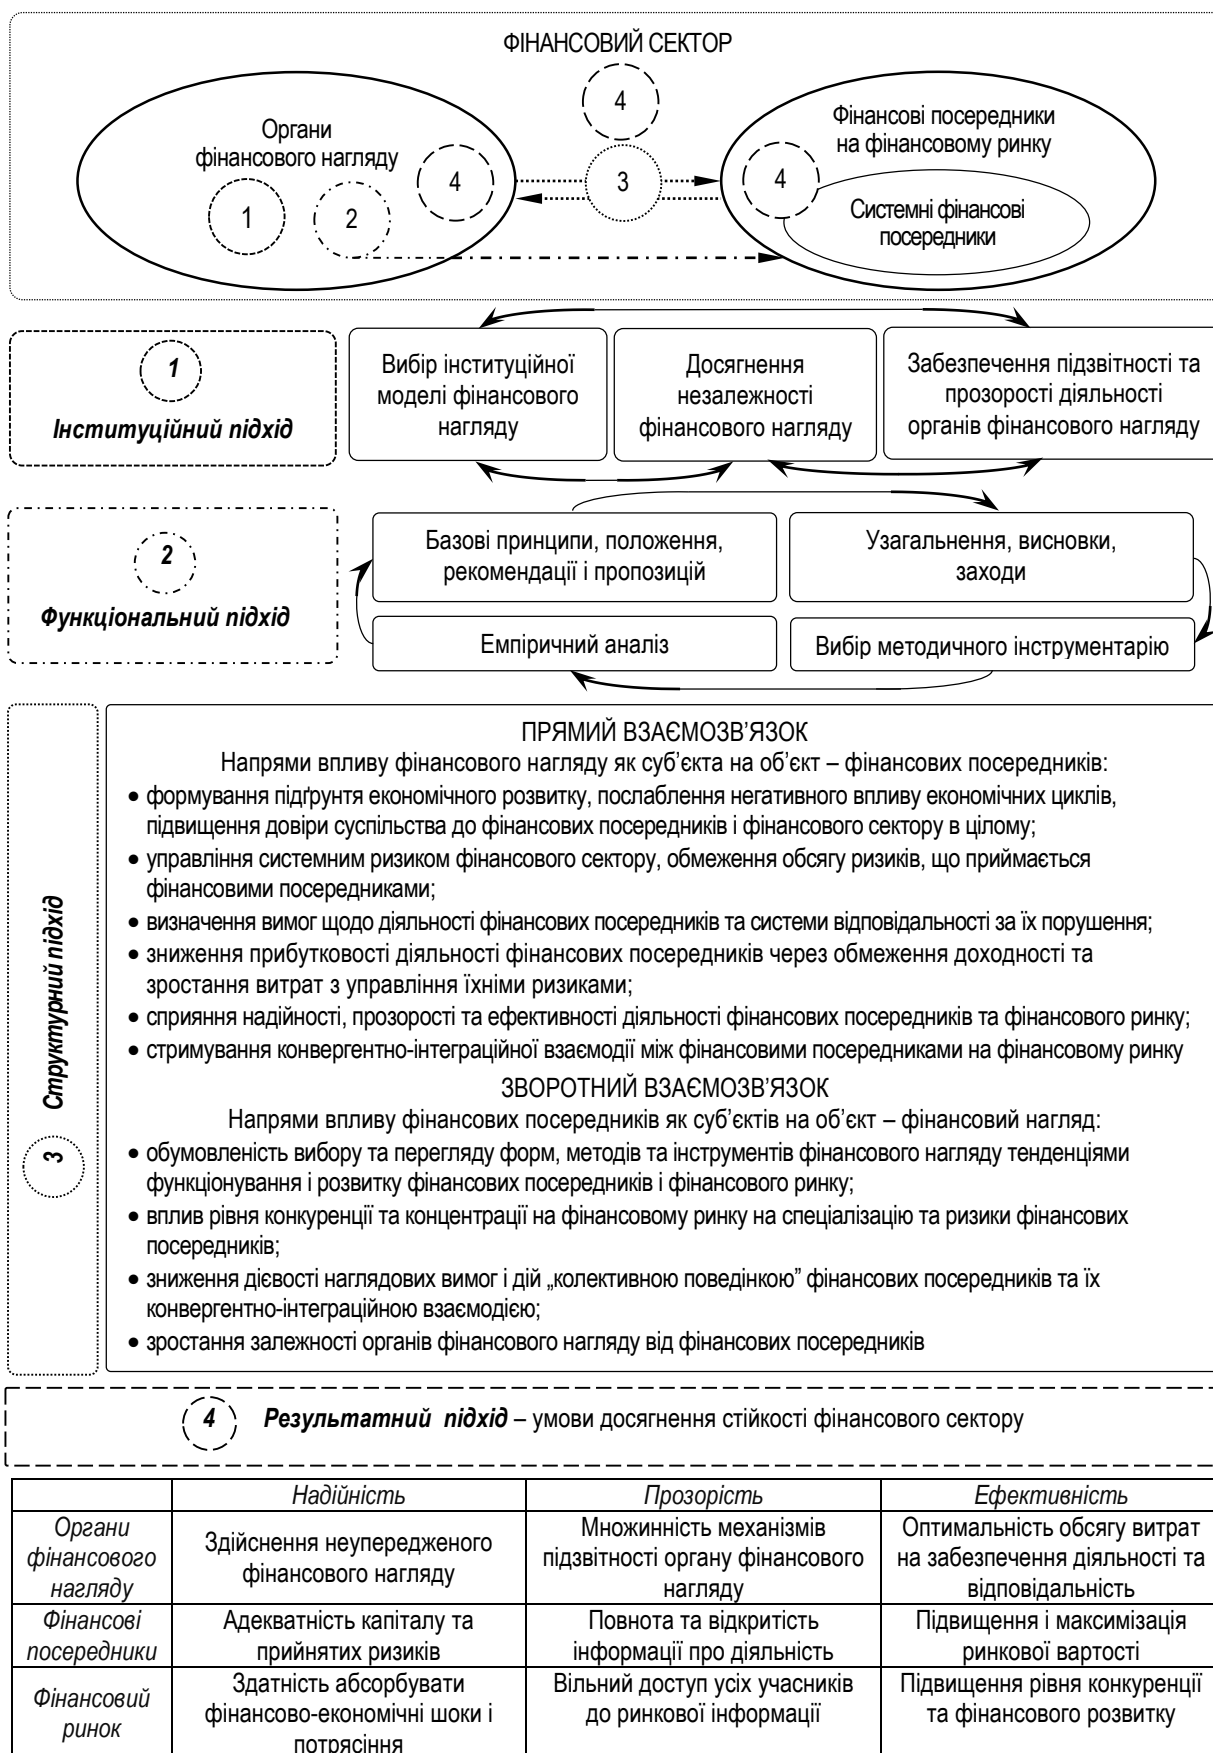 ФІНАНСОВИЙ СЕКТОР
4
Органи
фінансового нагляду
4
1
2
3
Фінансові посередники
на фінансовому ринку
4
Системні фінансові
посередники
1
Інституційний підхід
Вибір інституційної
моделі фінансового
нагляду
Досягнення
незалежності
фінансового нагляду
Забезпечення підзвітності та
прозорості діяльності
органів фінансового нагляду
2
Функціональний підхід
Базові принципи, положення,
рекомендації і пропозицій
Узагальнення, висновки,
заходи
Емпіричний аналіз
Вибір методичного інструментарію
3
Структурний підхід
ПРЯМИЙ ВЗАЄМОЗВ’ЯЗОК
Напрями впливу фінансового нагляду як суб’єкта на об’єкт – фінансових посередників:
• формування підґрунтя економічного розвитку, послаблення негативного впливу економічних циклів,
підвищення довіри суспільства до фінансових посередників і фінансового сектору в цілому;
• управління системним ризиком фінансового сектору, обмеження обсягу ризиків, що приймається
фінансовими посередниками;
• визначення вимог щодо діяльності фінансових посередників та системи відповідальності за їх порушення;
• зниження прибутковості діяльності фінансових посередників через обмеження доходності та
зростання витрат з управління їхніми ризиками;
• сприяння надійності, прозорості та ефективності діяльності фінансових посередників та фінансового ринку;
• стримування конвергентно-інтеграційної взаємодії між фінансовими посередниками на фінансовому ринку
ЗВОРОТНИЙ ВЗАЄМОЗВ’ЯЗОК
Напрями впливу фінансових посередників як суб’єктів на об’єкт – фінансовий нагляд:
• обумовленість вибору та перегляду форм, методів та інструментів фінансового нагляду тенденціями
функціонування і розвитку фінансових посередників і фінансового ринку;
• вплив рівня конкуренції та концентрації на фінансовому ринку на спеціалізацію та ризики фінансових
посередників;
• зниження дієвості наглядових вимог і дій „колективною поведінкою” фінансових посередників та їх
конвергентно-інтеграційною взаємодією;
• зростання залежності органів фінансового нагляду від фінансових посередників
4 Результатний підхід – умови досягнення стійкості фінансового сектору
Надійність Прозорість Ефективність
Органи
фінансового
нагляду
Здійснення неупередженого
фінансового нагляду
Множинність механізмів
підзвітності органу фінансового
нагляду
Оптимальність обсягу витрат
на забезпечення діяльності та
відповідальність
Фінансові
посередники
Адекватність капіталу та
прийнятих ризиків
Повнота та відкритість
інформації про діяльність
Підвищення і максимізація
ринкової вартості
Фінансовий
ринок
Здатність абсорбувати
фінансово-економічні шоки і
потрясіння
Вільний доступ усіх учасників
до ринкової інформації
Підвищення рівня конкуренції
та фінансового розвитку